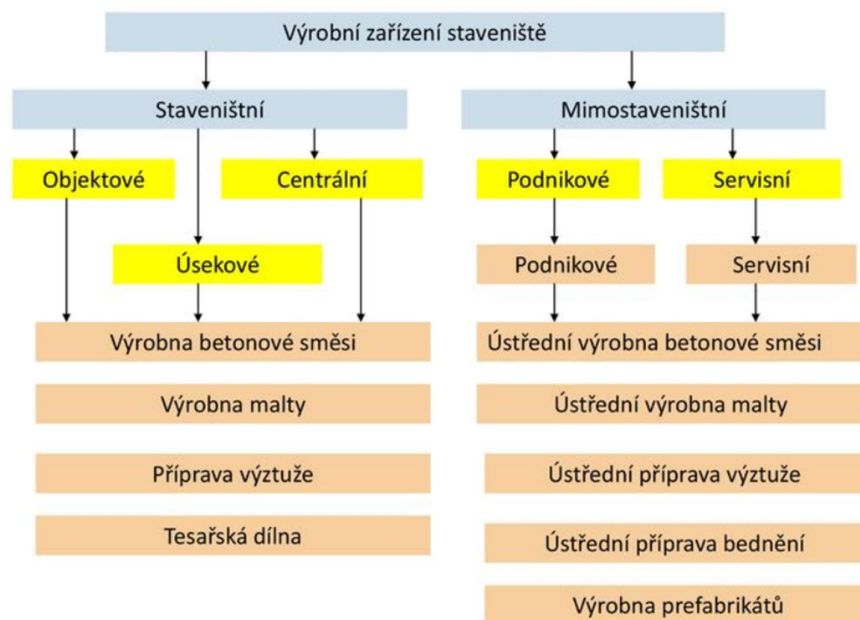 Výrobní zařízení staveniště
Staveništní
Mimostaveništní
Objektové
Centrální
Podnikové
Servisní
Úsekové
Podnikové
Servisní
Výrobna betonové směsi
Ústřední výrobna betonové směsi
Výrobna malty
Ústřední výrobna malty
Příprava výztuže
Ústřední příprava výztuže
Tesařská dílna
Ústřední příprava bednění
Výrobna prefabrikátů